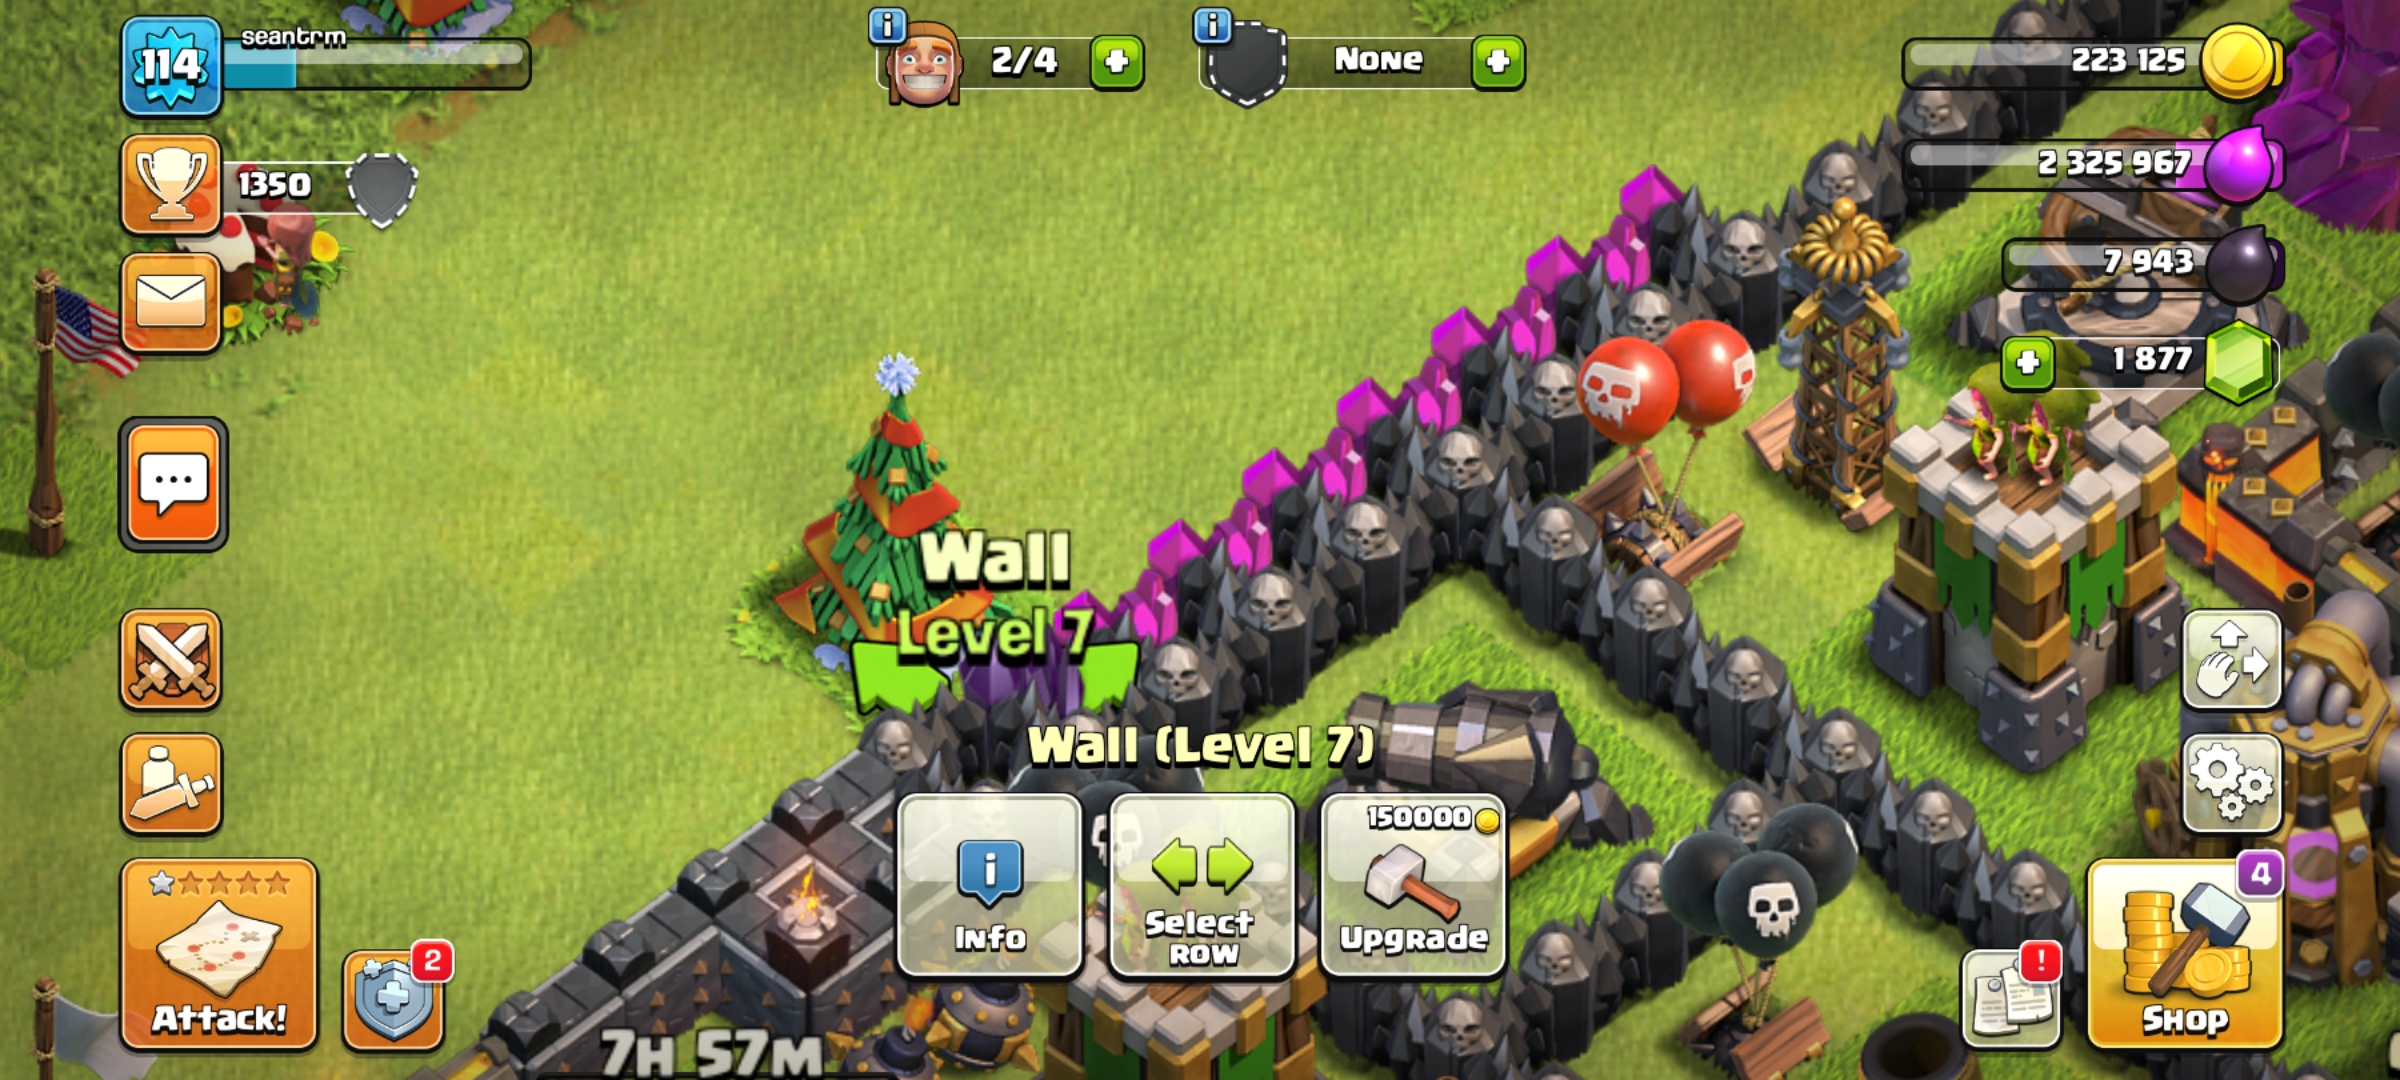 114
seantrm
2/4
None
223 125
1350
2 325 967
7 943
1 877
Wall
Level 7
Wall (Level 7)
150000
Info
Select
Row
Upgrade
4
Attack!
2
7H 57M
!
Shop